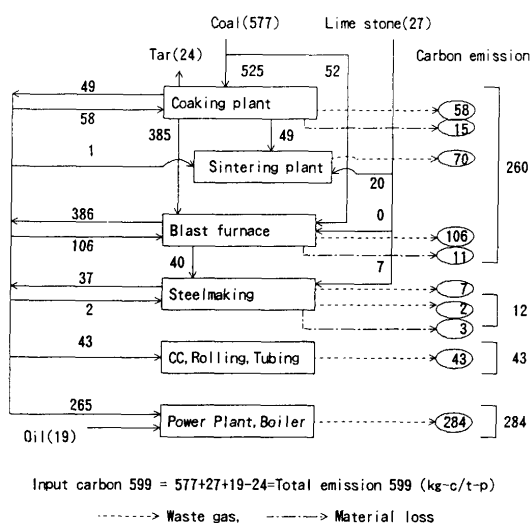 Coal(577) Lime stone(27)
Tar(24) Carbon emission
525 52
49
Coaking plant
58
58
15
385
49
1
Sintering plant
70
20
260
0
386
Blast furnace
106
106
11
40
7
37
Steelmaking
7
2
2
12
3
43
CC,Rolling,Tubing
43
43
265
Power Plant,Boiler
284
284
Oil(19)
Input carbon 599 = 577+27+19-24=Total emission 599 (kg-c/t-p)
Waste gas, Material loss